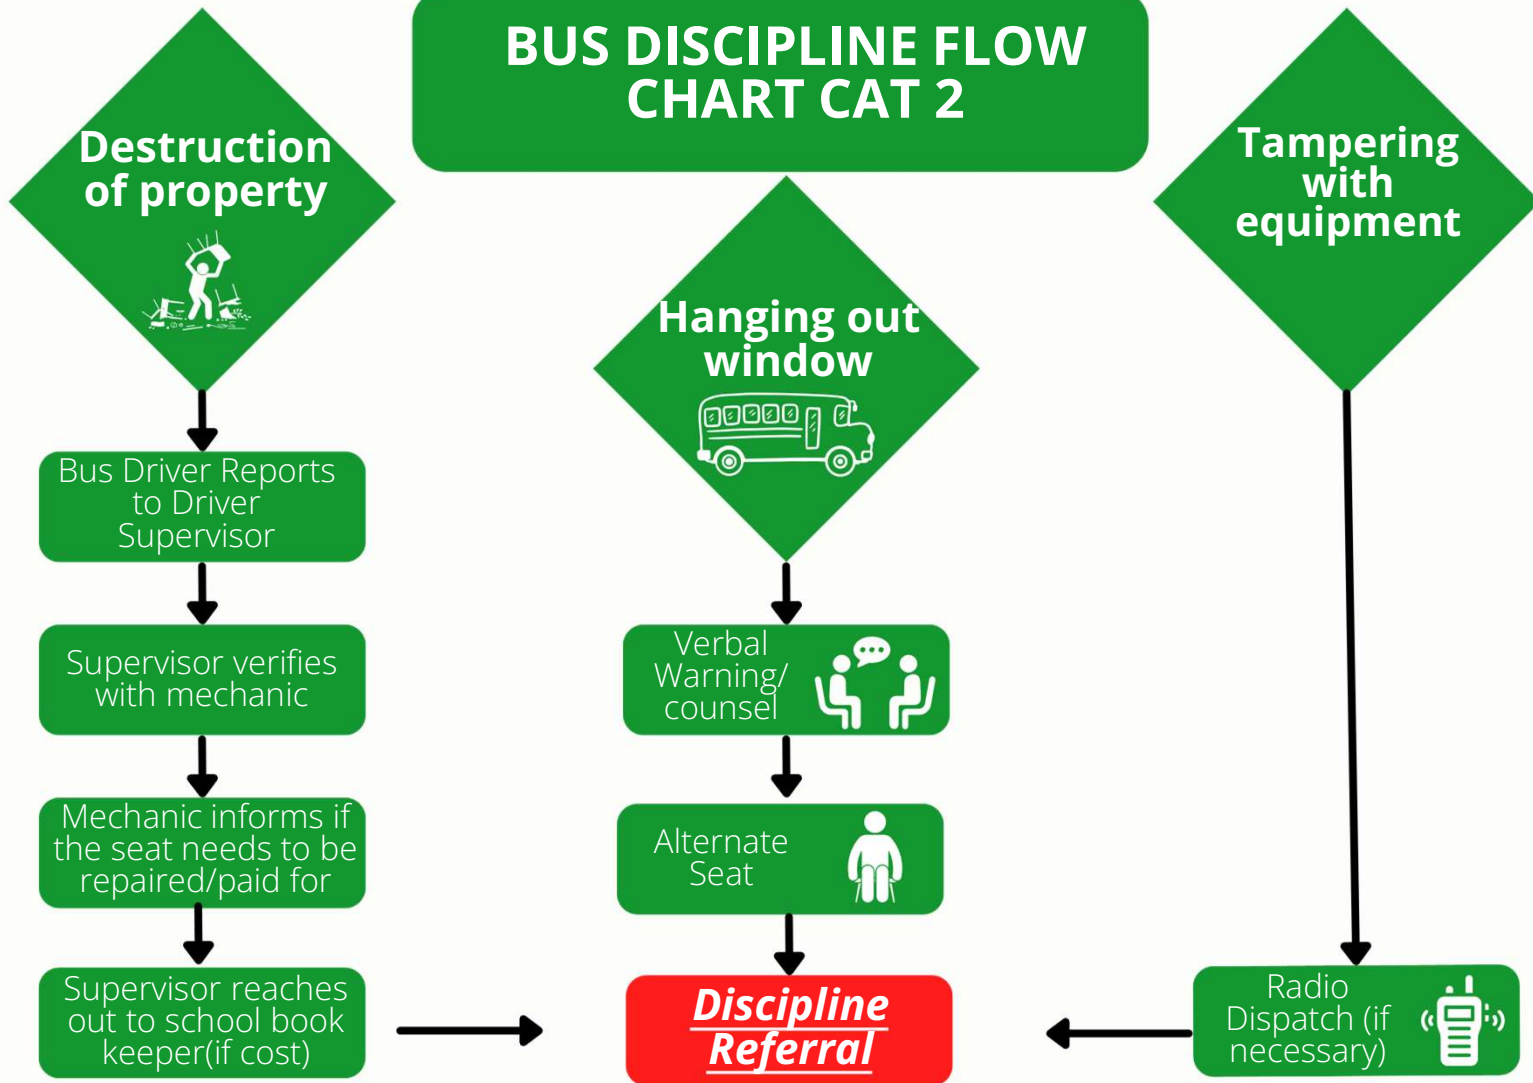 BUS DISCIPLINE FLOW
CHART CAT 2
Destruction
of property
Bus Driver Reports
to Driver
Supervisor
Supervisor verifies
with mechanic
Mechanic informs if
the seat needs to be
repaired/paid for
Supervisor reaches
out to school book
keeper(if cost)
Hanging out
window
Verbal
Warning/
counsel
Alternate
Seat
Discipline
Referral
Tampering
with
equipment
Radio
Dispatch (if
necessary)